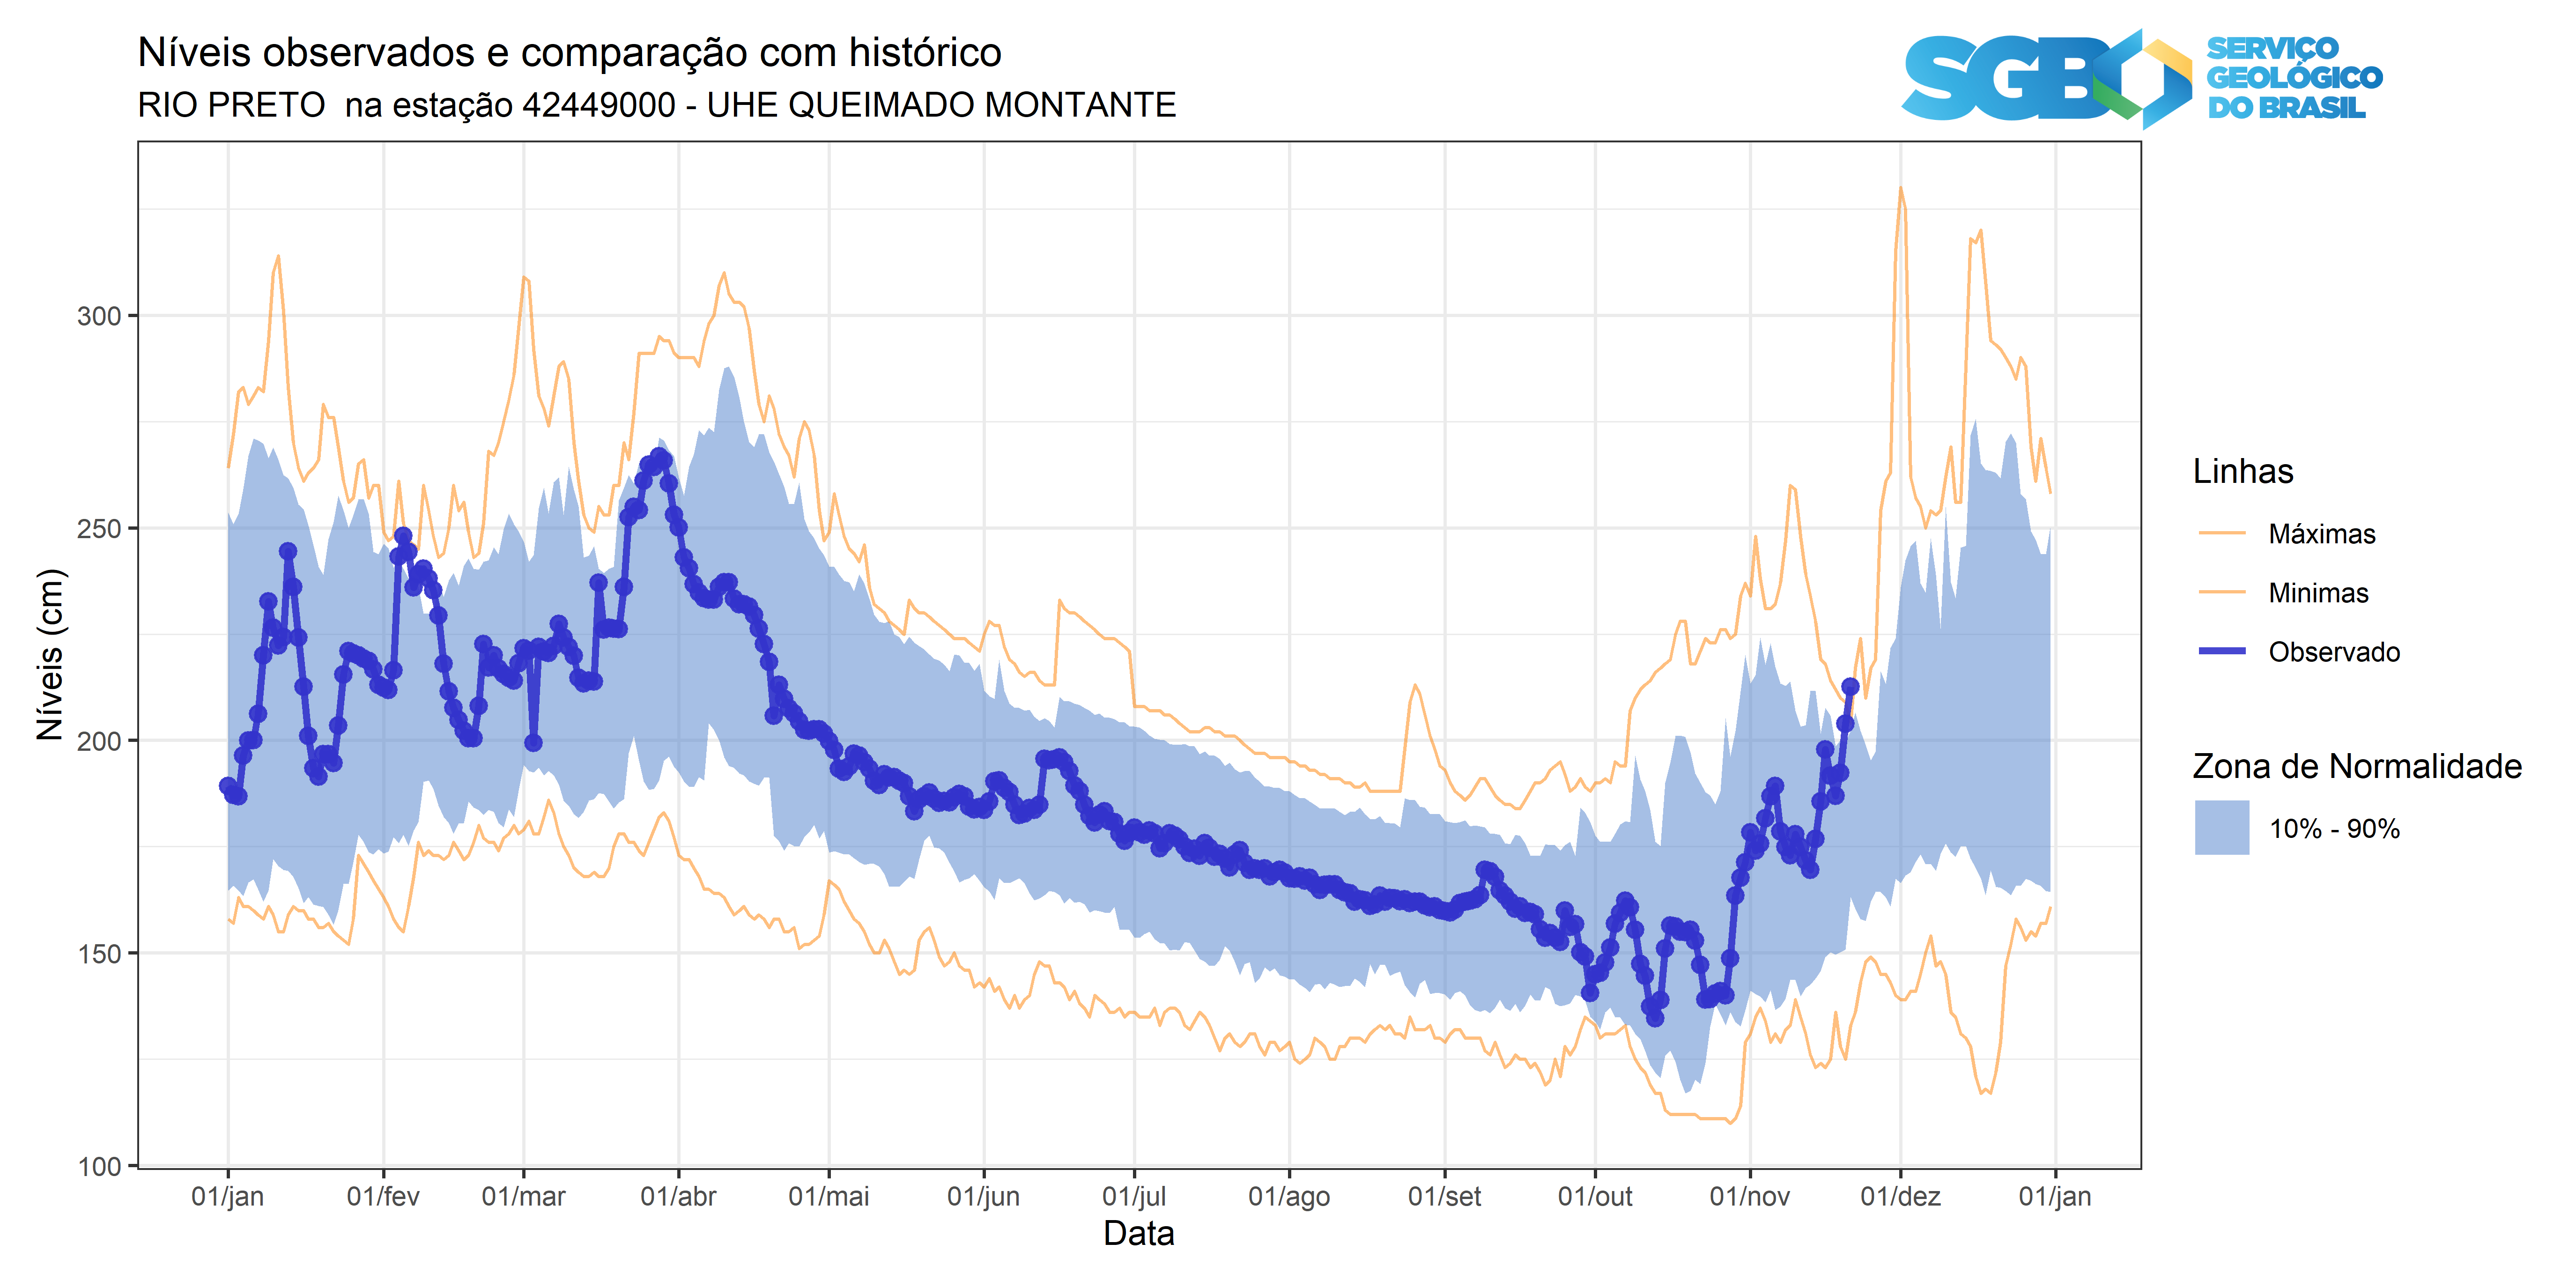 Níveis observados e comparação com histórico
RIO PRETO  na estação 42449000 - UHE QUEIMADO MONTANTE
SGB
SERVIÇO
GEOLÓGICO
DO BRASIL
Níveis (cm)
300
250
200
150
100
01/jan
01/fev
01/mar
01/abr
01/mai
01/jun
01/jul
01/ago
01/set
01/out
01/nov
01/dez
01/jan
Data
Linhas
Máximas
Minimas
Observado
Zona de Normalidade
10% - 90%